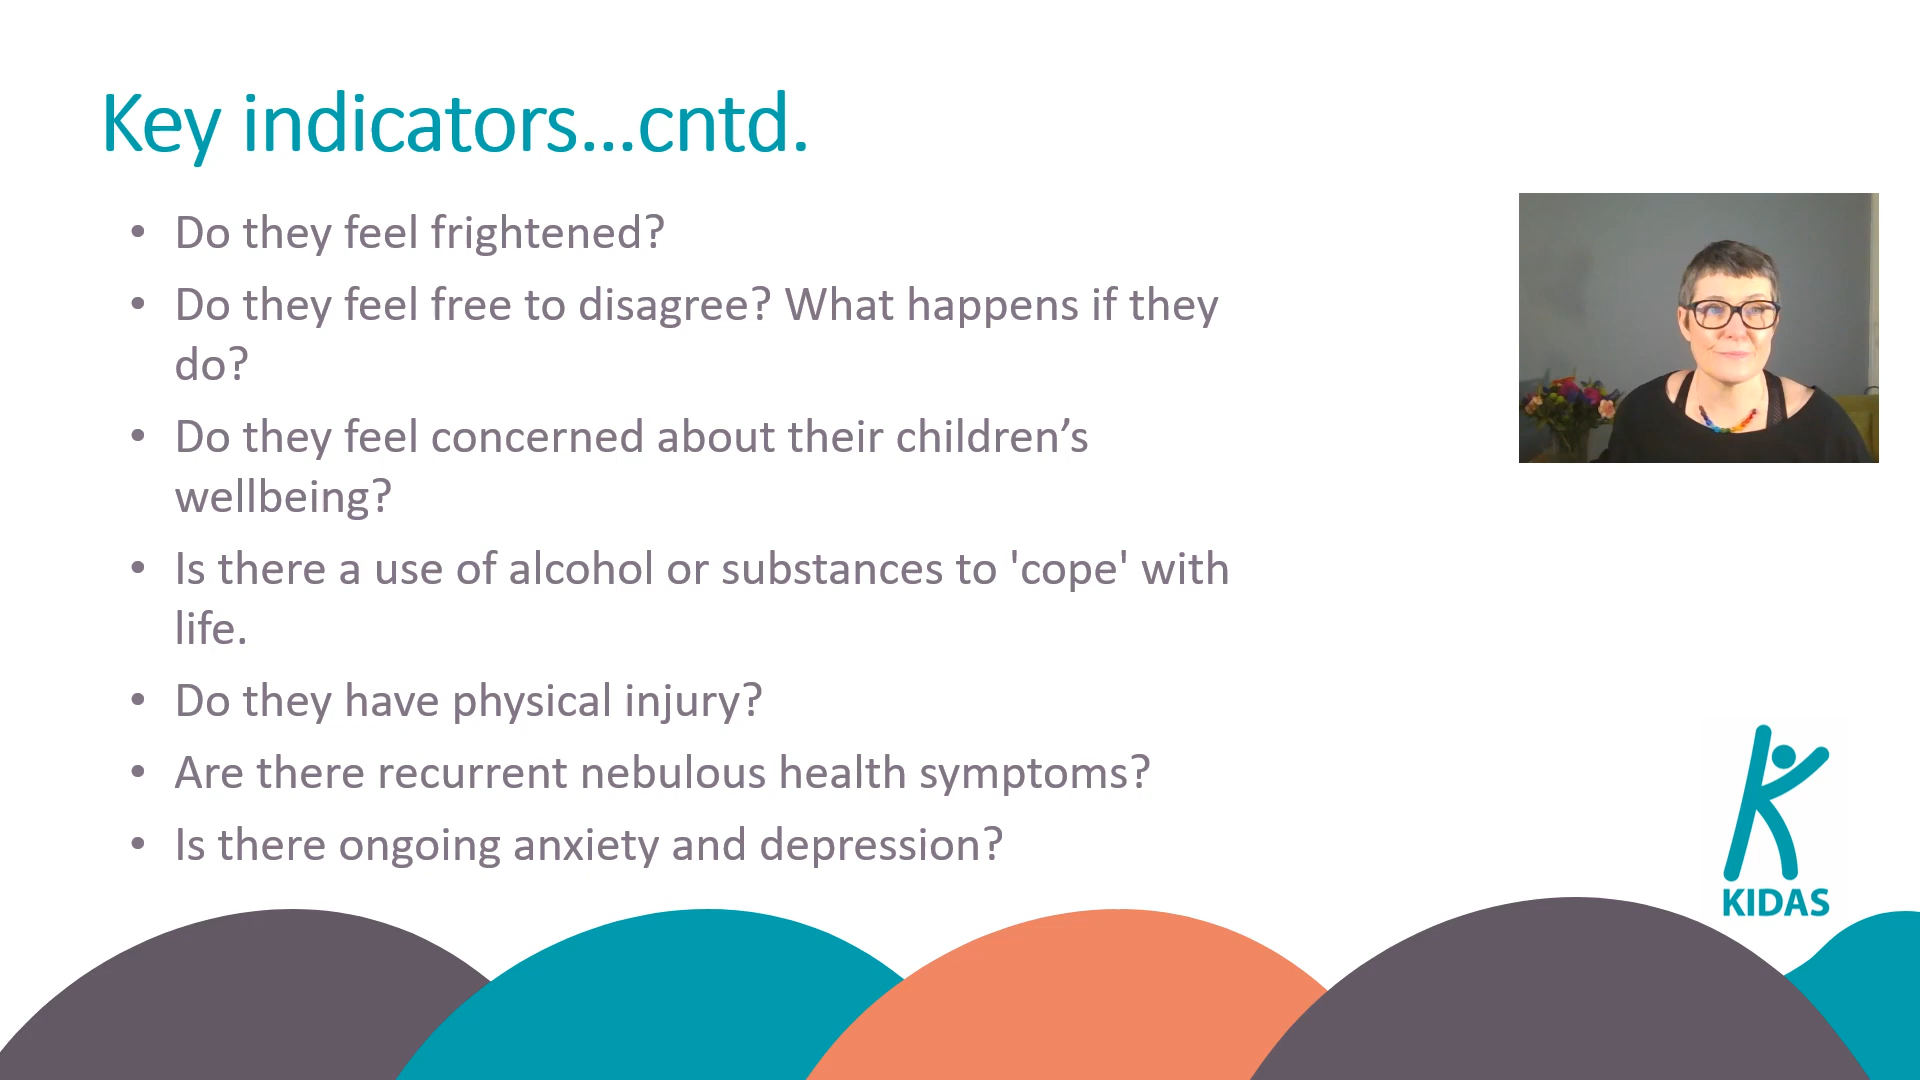 Key indicators...cntd.
• Do they feel frightened?
• Do they feel free to disagree? What happens if they
do?
• Do they feel concerned about their children’s
wellbeing?
• Is there a use of alcohol or substances to 'cope' with
life.
• Do they have physical injury?
• Are there recurrent nebulous health symptoms?
• Is there ongoing anxiety and depression?
KIDAS